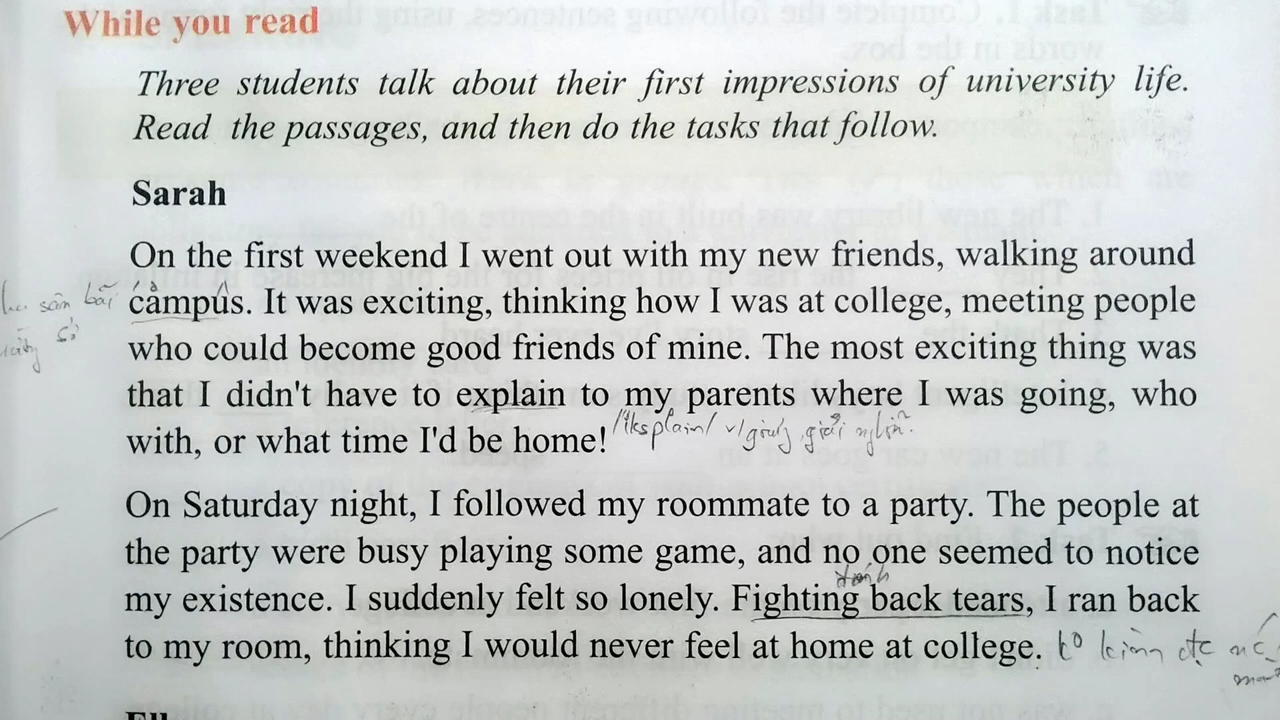 While you read
Three students talk about their first impressions of university life.
Read the passages, and then do the tasks that follow.
Sarah
On the first weekend I went out with my new friends, walking around
sân bãi campus. It was exciting, thinking how I was at college, meeting people
who could become good friends of mine. The most exciting thing was
that I didn't have to explain to my parents where I was going, who
with, or what time I'd be home! /iksplain/ v/ giải
On Saturday night, I followed my roommate to a party. The people at
the party were busy playing some game, and no one seemed to notice
my existence. I suddenly felt so lonely. Fighting back tears, I ran back
to my room, thinking I would never feel at home at college. kìm